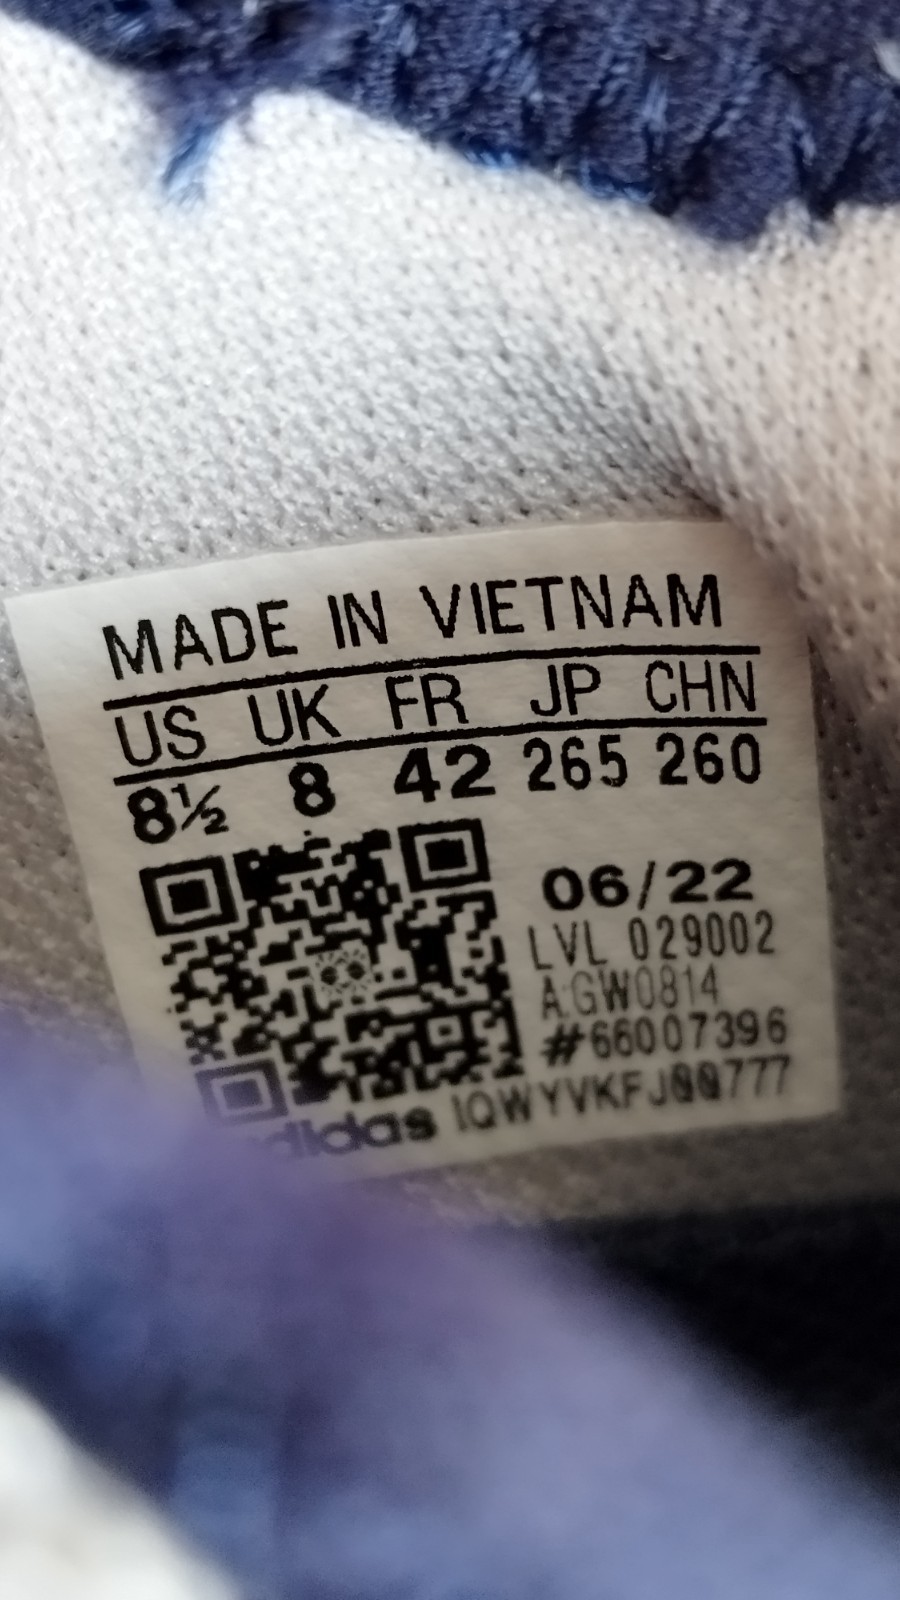 MADE IN VIETNAM
US UK FR JP CHN
8½ 8 42 265 260
06/22
LVL 029002
A:GW0814
#66007396
adidas IQWYVKFJ00777